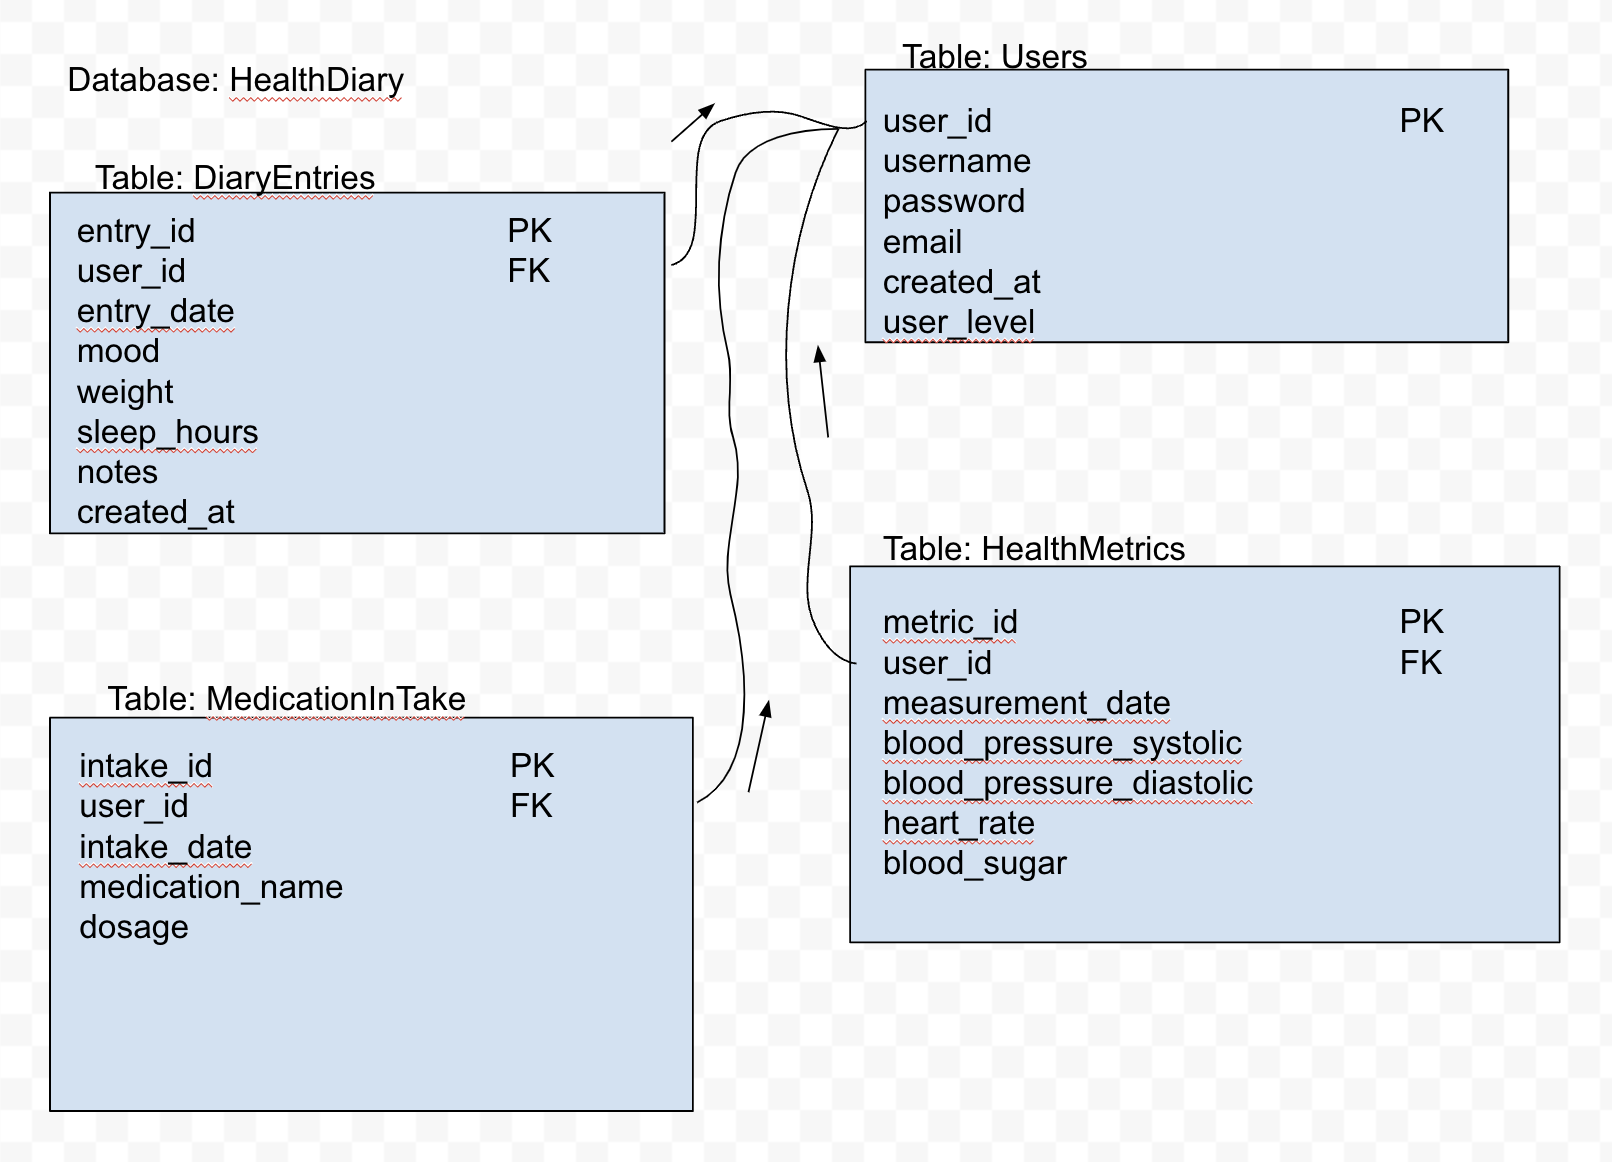 Database: HealthDiary
Table: Users
user_id PK
username
password
email
created_at
user_level
Table: DiaryEntries
entry_id PK
user_id FK
entry_date
mood
weight
sleep_hours
notes
created_at
Table: HealthMetrics
metric_id PK
user_id FK
measurement_date
blood_pressure_systolic
blood_pressure_diastolic
heart_rate
blood_sugar
Table: MedicationInTake
intake_id PK
user_id FK
intake_date
medication_name
dosage